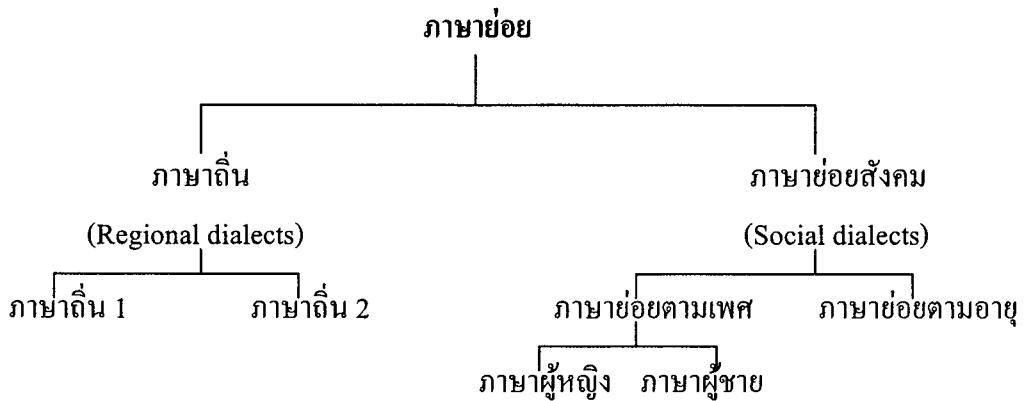 ภาษาย่อย
ภาษาถิ่น ภาษาย่อยสังคม
(Regional dialects) (Social dialects)
ภาษาถิ่น 1 ภาษาถิ่น 2 ภาษาย่อยตามเพศ ภาษาย่อยตามอายุ
ภาษาผู้หญิง ภาษาผู้ชาย